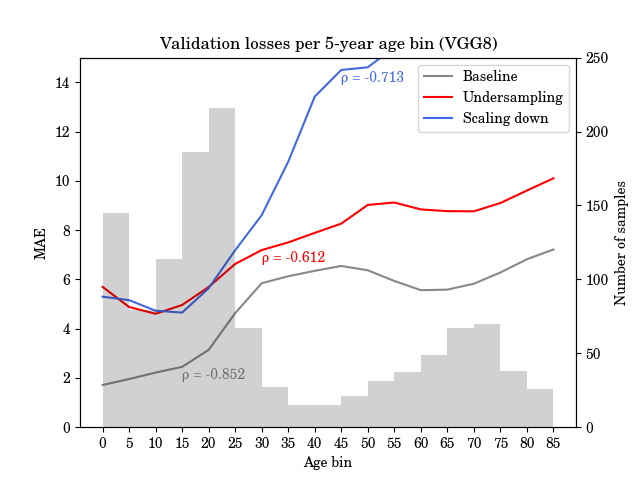 Validation losses per 5-year age bin (VGG8)
14
12
10
8
6
4
2
0
MAE
250
200
150
100
50
0
Number of samples
Baseline
Undersampling
Scaling down
ρ = -0.713
ρ = -0.612
ρ = -0.852
0 5 10 15 20 25 30 35 40 45 50 55 60 65 70 75 80 85
Age bin